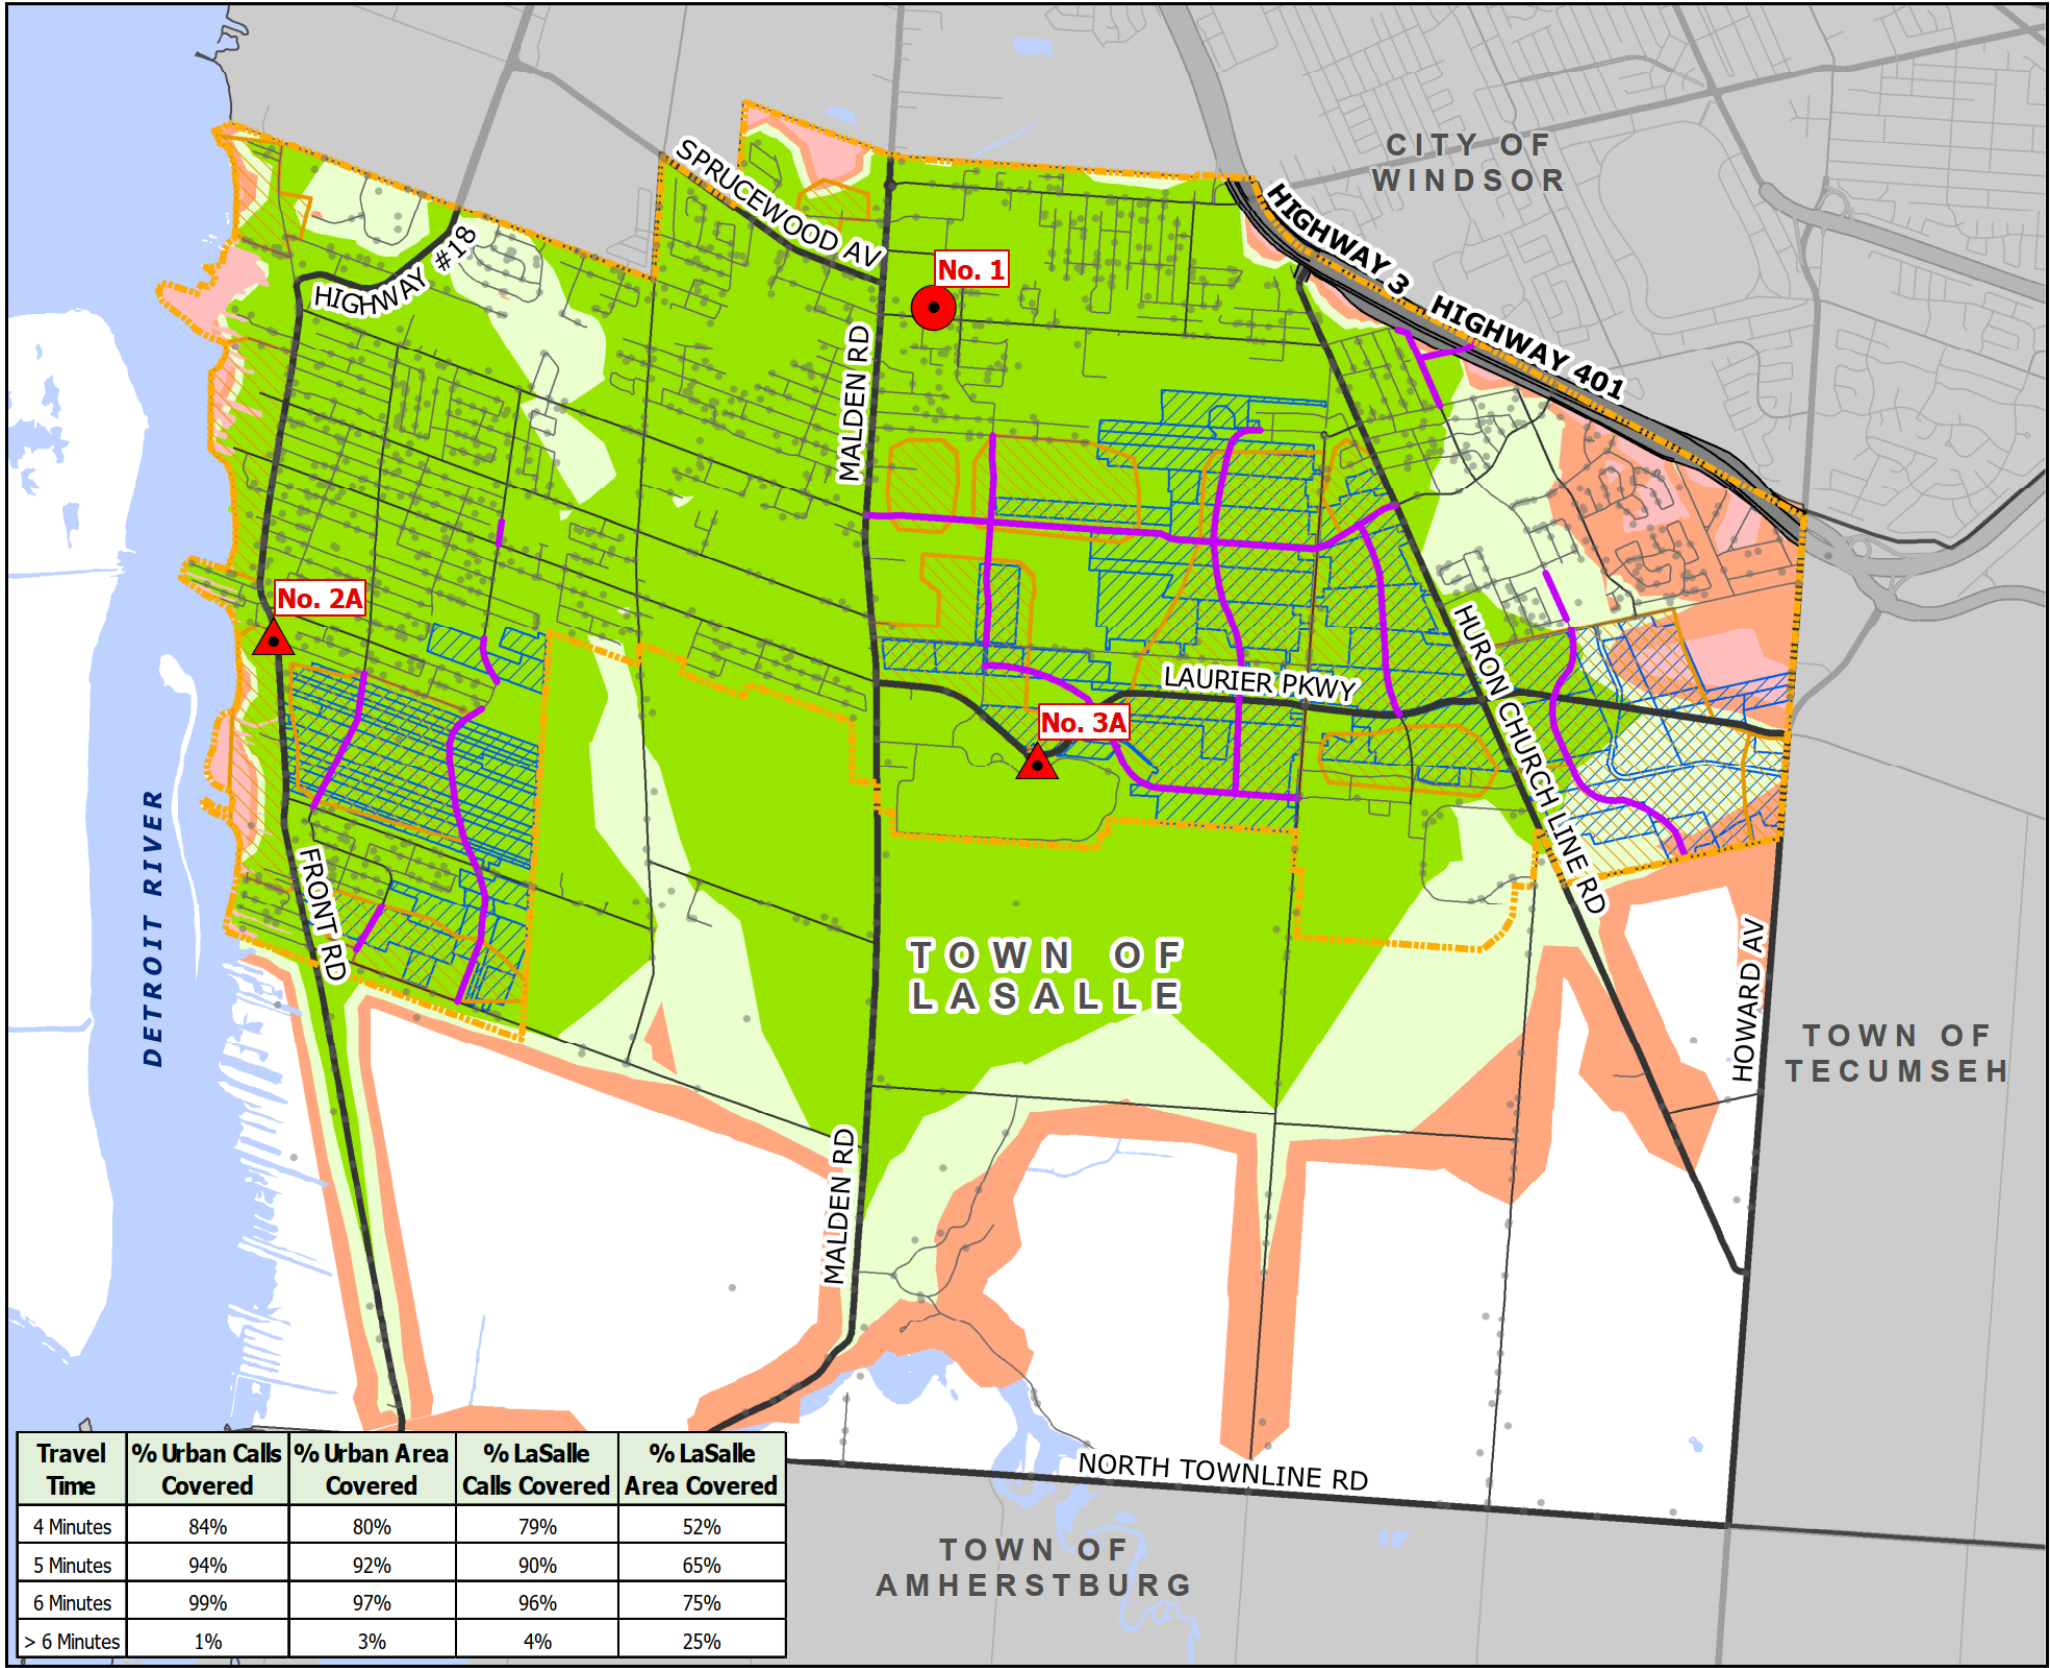 CITY OF
WINDSOR
SPRUCEWOOD AV
HIGHWAY #18
HIGHWAY 3
HIGHWAY 401
No. 1
MALDEN RD
No. 2A
LAURIER PKWY
No. 3A
HURON CHURCH LINE RD
DETROIT RIVER
FRONT RD
TOWN OF
LASALLE
HOWARD AV
TOWN OF
TECUMSEH
MALDEN RD
NORTH TOWNLINE RD
TOWN OF
AMHERSTBURG
Travel % Urban Calls % Urban Area % LaSalle % LaSalle
Time Covered Covered Calls Covered Area Covered
4 Minutes 84% 80% 79% 52%
5 Minutes 94% 92% 90% 65%
6 Minutes 99% 97% 96% 75%
> 6 Minutes 1% 3% 4% 25%